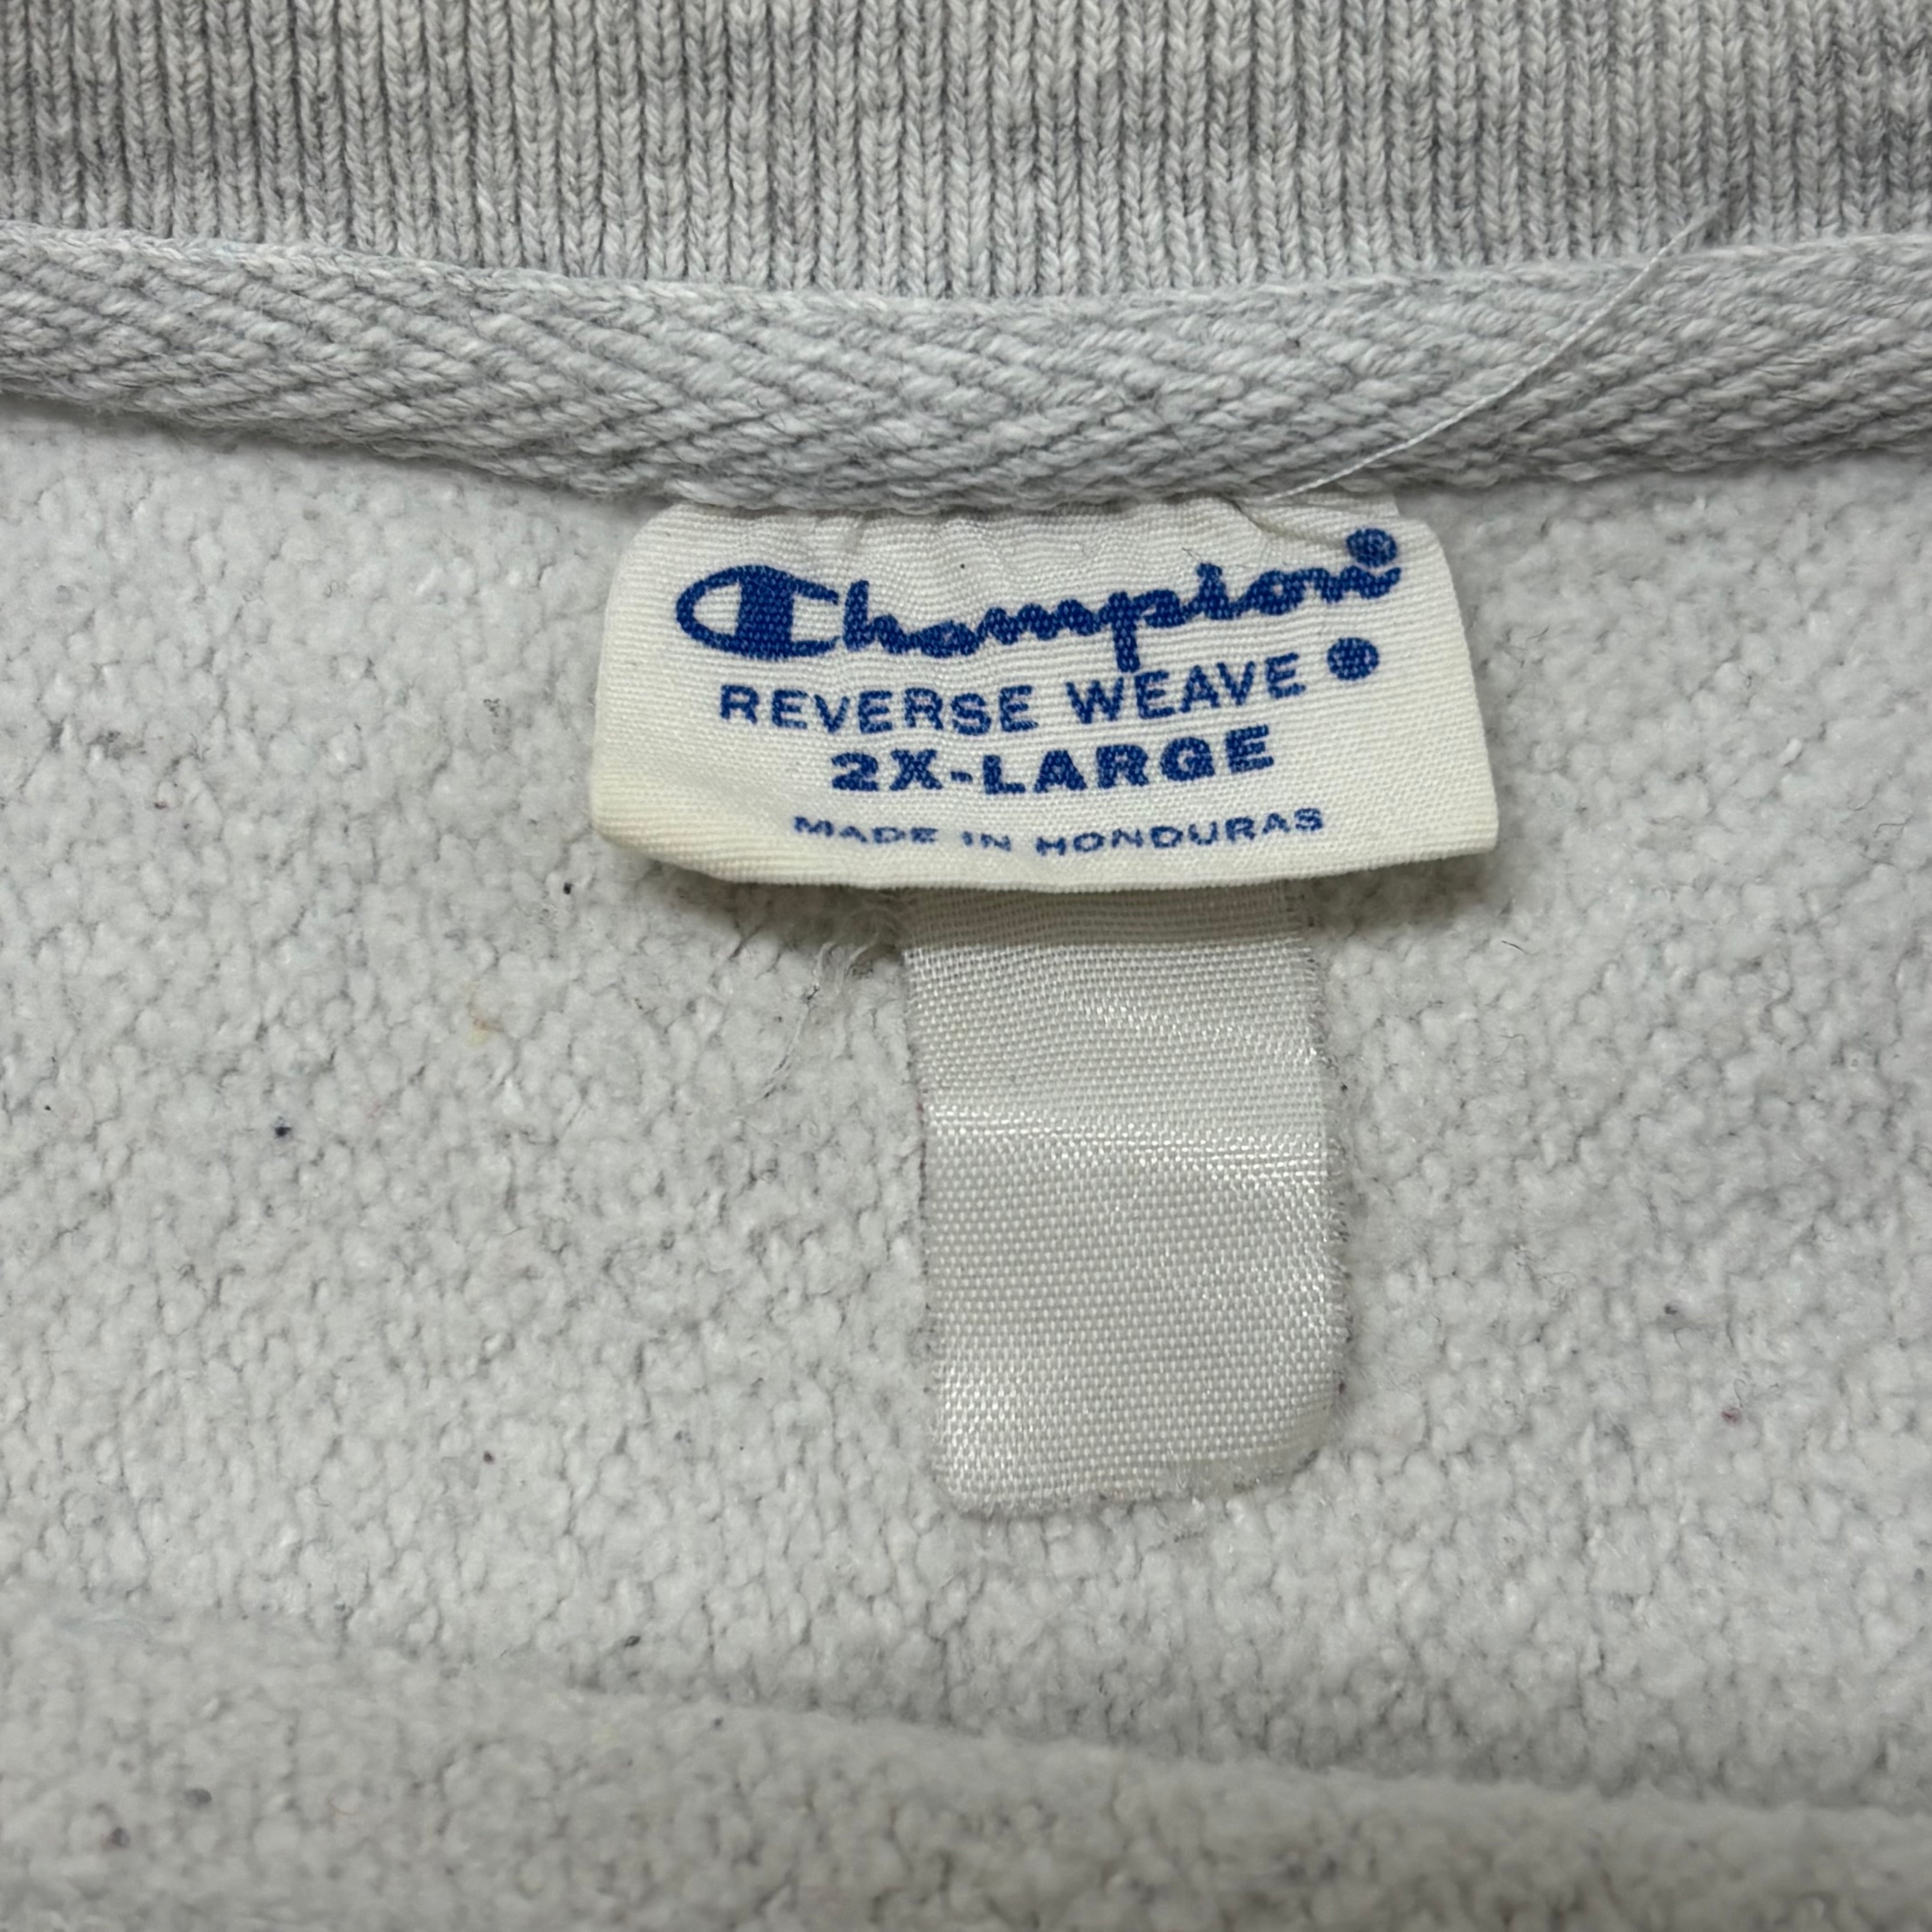 Champion®
REVERSE WEAVE®
2X-LARGE
MADE IN HONDURAS